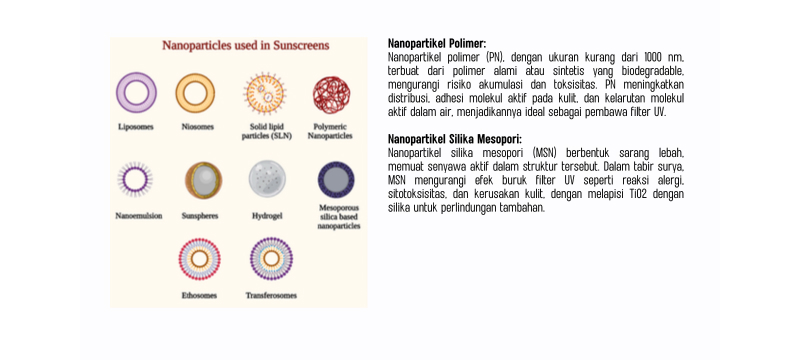 Nanoparticles used in Sunscreens
Liposomes
Niosomes
Solid lipid
particles (SLN)
Polymeric
Nanoparticles
Nanoemulsion
Sunspheres
Hydrogel
Mesoporous
silica based
nanoparticles
Ethosomes
Transferosomes
Nanopartikel Polimer:
Nanopartikel polimer (PN), dengan ukuran kurang dari 1000 nm,
terbuat dari polimer alami atau sintetis yang biodegradable,
mengurangi risiko akumulasi dan toksisitas. PN meningkatkan
distribusi, adhesi molekul aktif pada kulit, dan kelarutan molekul
aktif dalam air, menjadikannya ideal sebagai pembawa filter UV.
Nanopartikel Silika Mesopori:
Nanopartikel silika mesopori (MSN) berbentuk sarang lebah,
memuat senyawa aktif dalam struktur tersebut. Dalam tabir surya,
MSN mengurangi efek buruk filter UV seperti reaksi alergi,
sitotoksisitas, dan kerusakan kulit, dengan melapisi TiO2 dengan
silika untuk perlindungan tambahan.